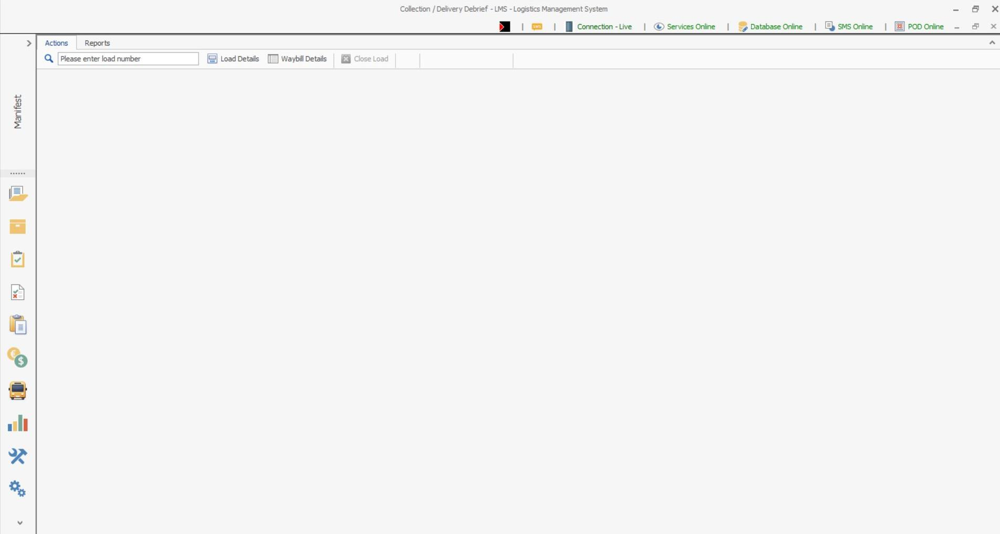 Collection / Delivery Debrief - LMS - Logistics Management System
SMS | Connection - Live | Services Online | Database Online | SMS Online | POD Online
Actions Reports
Please enter load number Load Details Waybill Details Close Load
Manifest